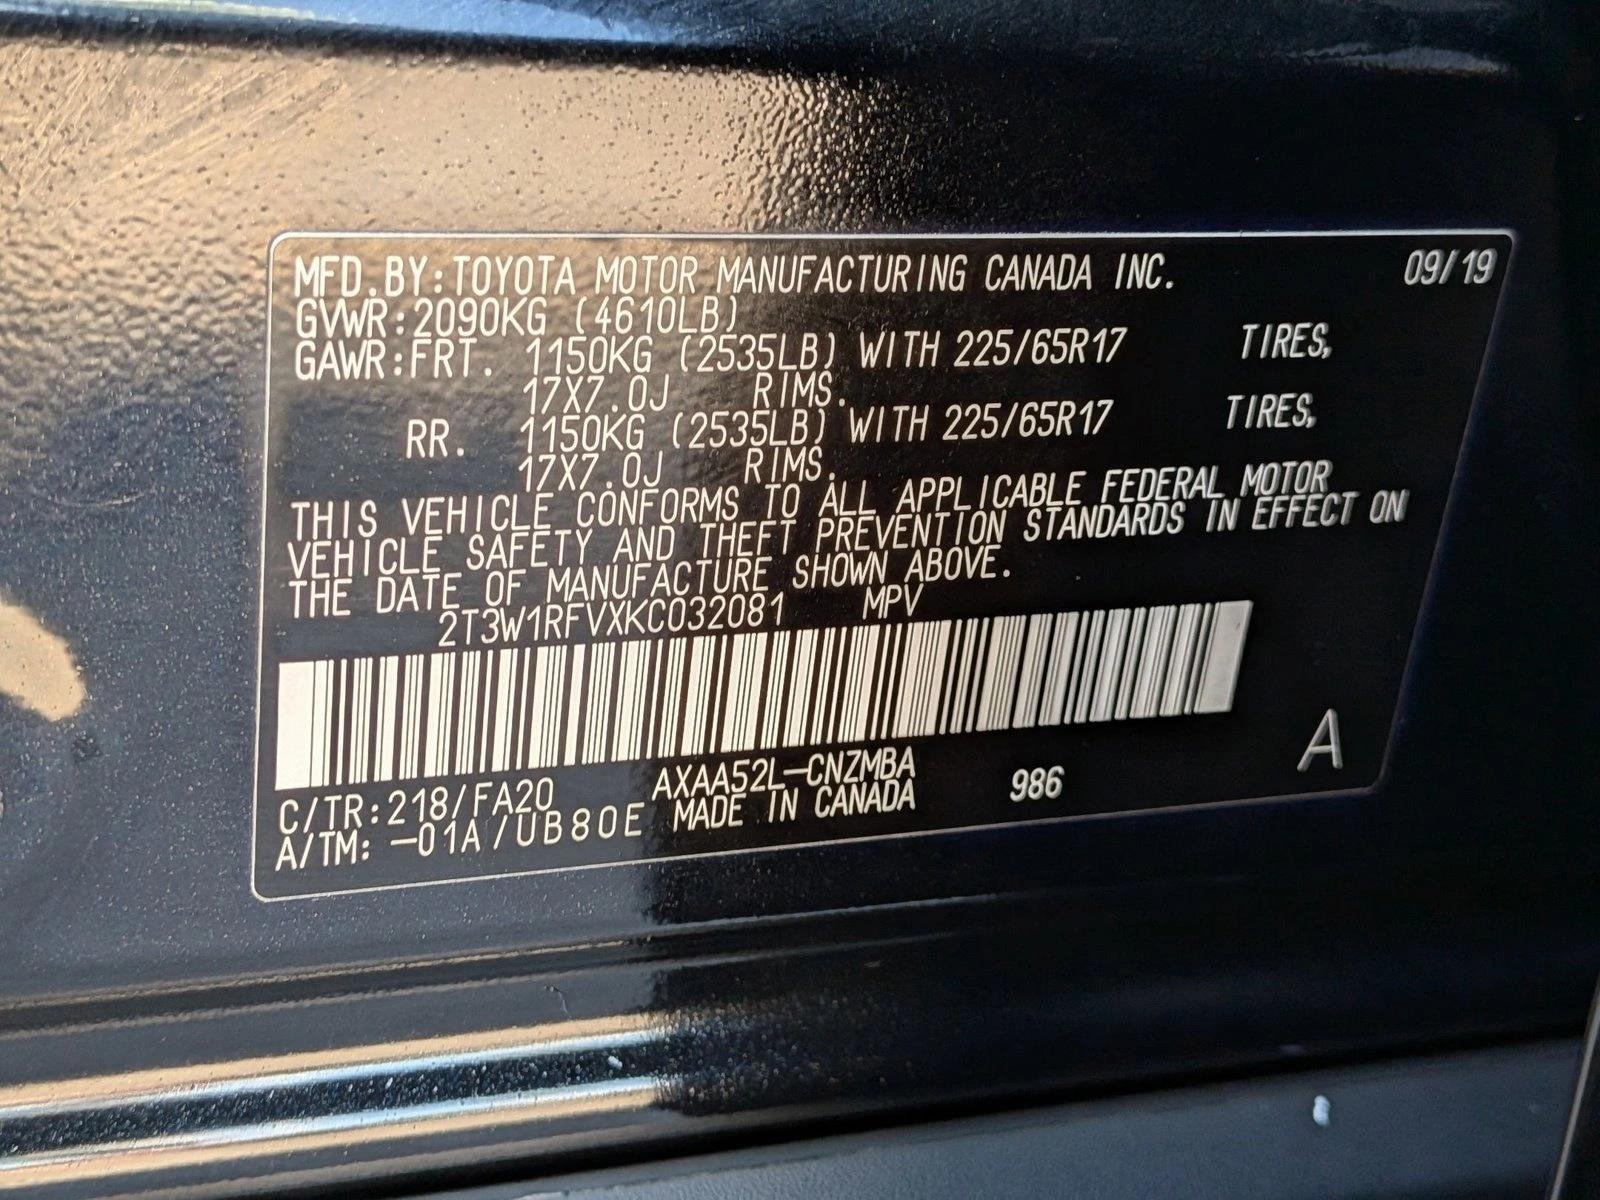 MFD.BY:TOYOTA MOTOR MANUFACTURING CANADA INC. 09/19
GVWR:2090KG (4610LB)
GAWR:FRT. 1150KG (2535LB) WITH 225/65R17 TIRES,
17X7.0J RIMS.
RR. 1150KG (2535LB) WITH 225/65R17 TIRES,
17X7.0J RIMS.
THIS VEHICLE CONFORMS TO ALL APPLICABLE FEDERAL MOTOR
VEHICLE SAFETY AND THEFT PREVENTION STANDARDS IN EFFECT ON
THE DATE OF MANUFACTURE SHOWN ABOVE.
2T3W1RFVXKC032081 MPV
A
C/TR:218/FA20 AXAA52L-CNZMBA 986
A/TM: -01A/UB80E MADE IN CANADA